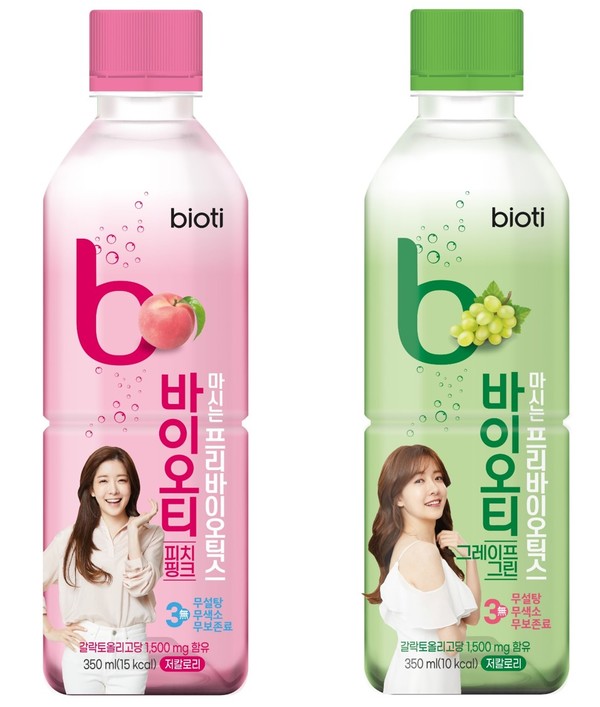 bioti
b
마시는 프리바이오틱스
바이오티
피치
핑크
3無
무설탕
무색소
무보존료
갈락토올리고당 1,500 mg 함유
350 ml(15 kcal) 저칼로리
bioti
b
마시는 프리바이오틱스
바이오티
그레이프
그린
3無
무설탕
무색소
무보존료
갈락토올리고당 1,500 mg 함유
350 ml(10 kcal) 저칼로리